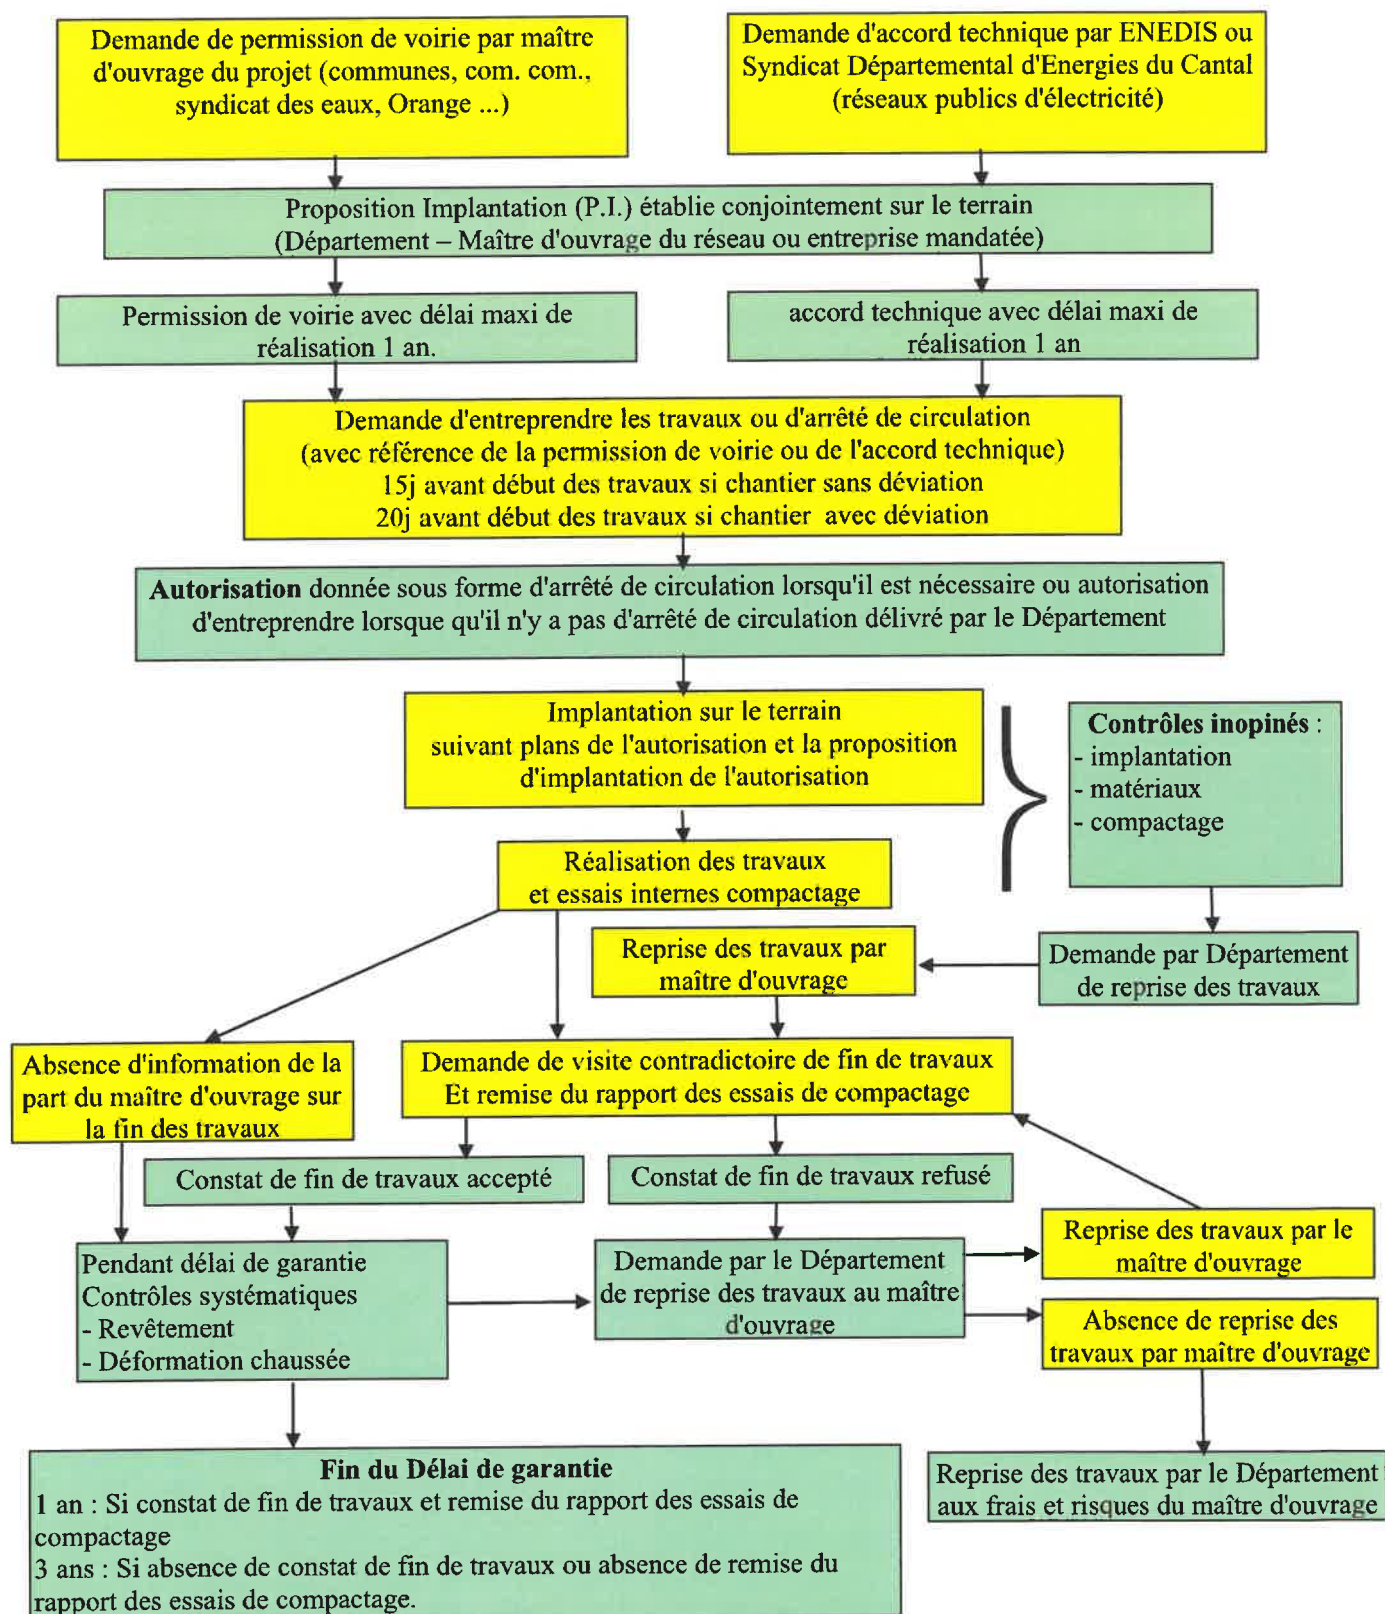 Demande de permission de voirie par maître
d'ouvrage du projet (communes, com. com.,
syndicat des eaux, Orange ...)
Demande d'accord technique par ENEDIS ou
Syndicat Départemental d'Energies du Cantal
(réseaux publics d'électricité)
Proposition Implantation (P.I.) établie conjointement sur le terrain
(Département – Maître d'ouvrage du réseau ou entreprise mandatée)
Permission de voirie avec délai maxi de
réalisation 1 an.
accord technique avec délai maxi de
réalisation 1 an
Demande d'entreprendre les travaux ou d'arrêté de circulation
(avec référence de la permission de voirie ou de l'accord technique)
15j avant début des travaux si chantier sans déviation
20j avant début des travaux si chantier avec déviation
Autorisation donnée sous forme d'arrêté de circulation lorsqu'il est nécessaire ou autorisation
d'entreprendre lorsque qu'il n'y a pas d'arrêté de circulation délivré par le Département
Implantation sur le terrain
suivant plans de l'autorisation et la proposition
d'implantation de l'autorisation
Contrôles inopinés :
- implantation
- matériaux
- compactage
Réalisation des travaux
et essais internes compactage
Reprise des travaux par
maître d'ouvrage
Demande par Département
de reprise des travaux
Absence d'information de la
part du maître d'ouvrage sur
la fin des travaux
Demande de visite contradictoire de fin de travaux
Et remise du rapport des essais de compactage
Constat de fin de travaux accepté
Constat de fin de travaux refusé
Pendant délai de garantie
Contrôles systématiques
- Revêtement
- Déformation chaussée
Demande par le Département
de reprise des travaux au maître
d'ouvrage
Reprise des travaux par le
maître d'ouvrage
Absence de reprise des
travaux par maître d'ouvrage
Fin du Délai de garantie
1 an : Si constat de fin de travaux et remise du rapport des essais de
compactage
3 ans : Si absence de constat de fin de travaux ou absence de remise du
rapport des essais de compactage.
Reprise des travaux par le Département
aux frais et risques du maître d'ouvrage